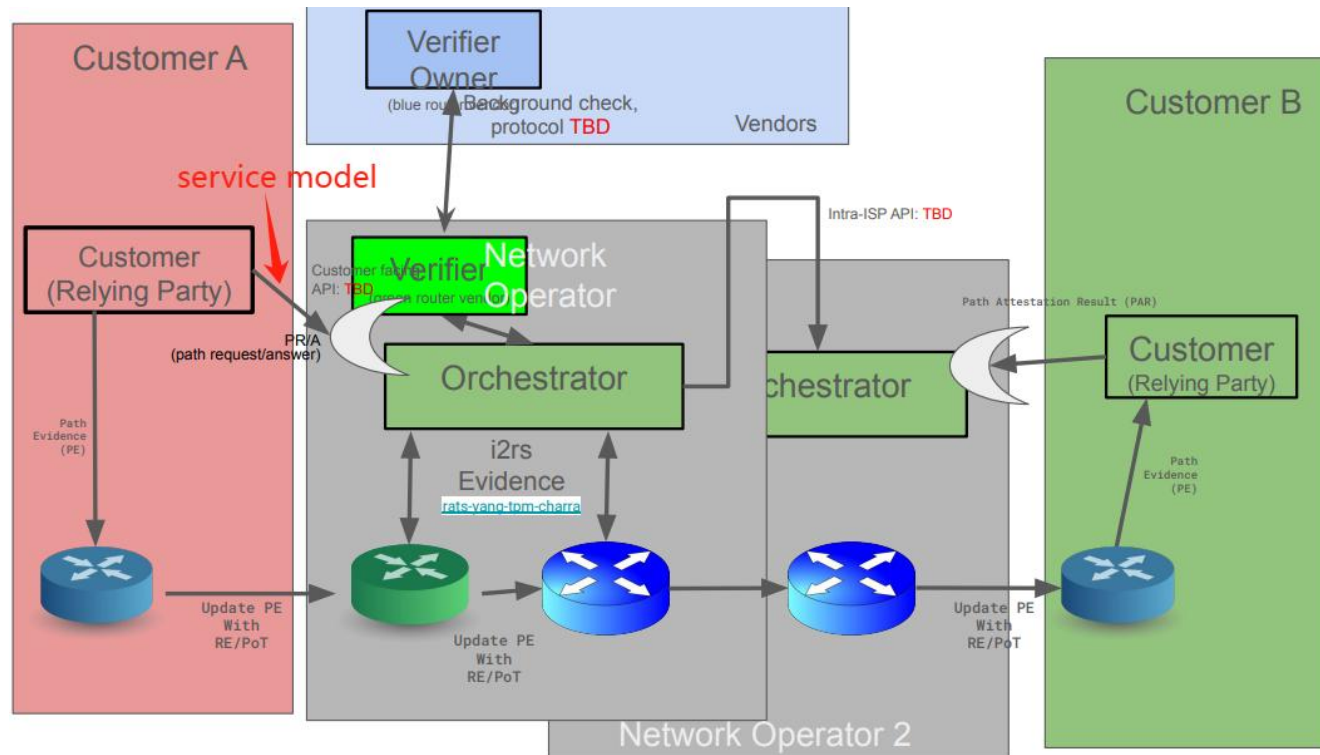 Customer A
Verifier
Owner
(blue router vendor)
Background check,
protocol TBD
Vendors
Customer B
service model
Customer
(Relying Party)
Customer facing
API: TBD
Verifier
(green router vendor)
Network
Operator
PR/A
(path request/answer)
Orchestrator
Intra-ISP API: TBD
Path Attestation Result (PAR)
chestrator
Customer
(Relying Party)
Path
Evidence
(PE)
i2rs
Evidence
rats-yang-tpm-charra
Path
Evidence
(PE)
Update PE
With
RE/PoT
Update PE
With
RE/PoT
Update PE
With
RE/PoT
Network Operator 2